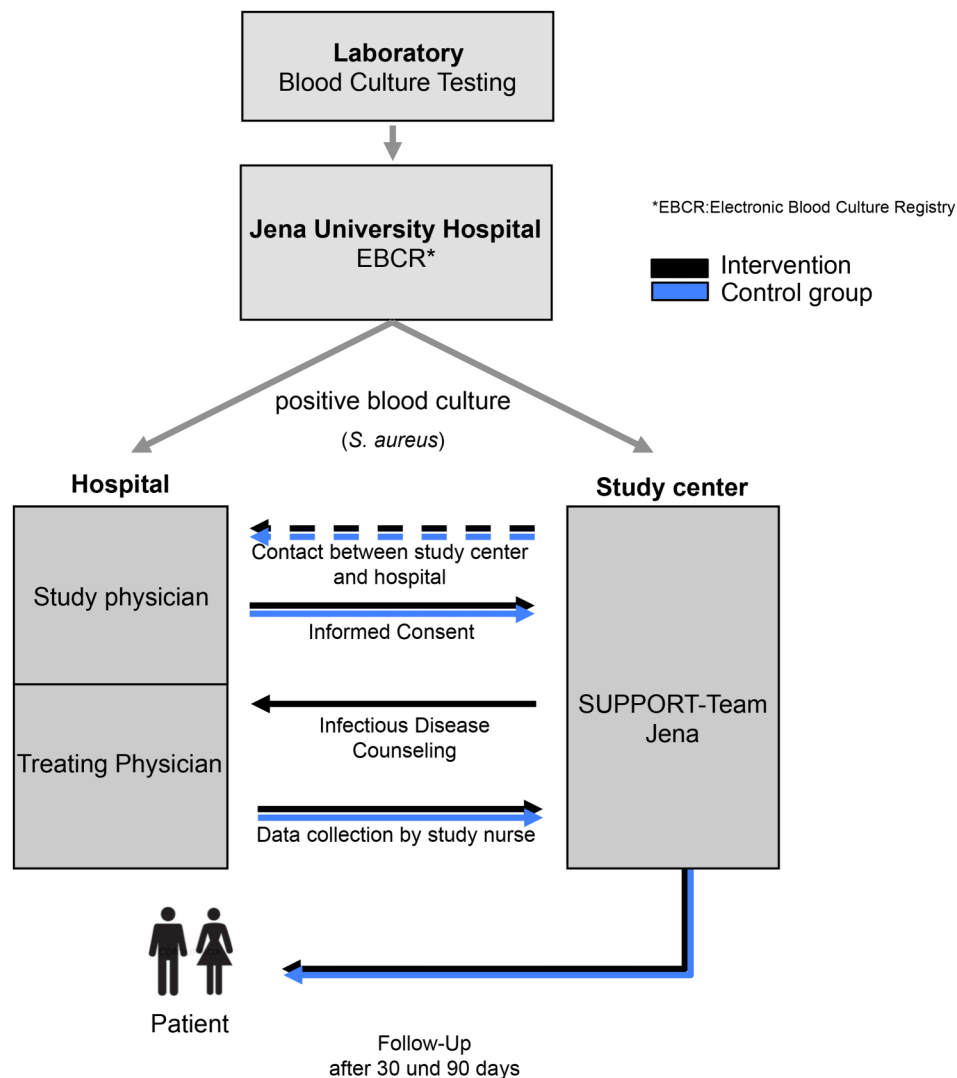 Laboratory
Blood Culture Testing
Jena University Hospital
EBCR*
*EBCR:Electronic Blood Culture Registry
Intervention
Control group
positive blood culture
(S. aureus)
Hospital
Study center
Contact between study center
and hospital
Study physician
Informed Consent
Infectious Disease
Counseling
SUPPORT-Team
Jena
Treating Physician
Data collection by study nurse
Patient
Follow-Up
after 30 und 90 days